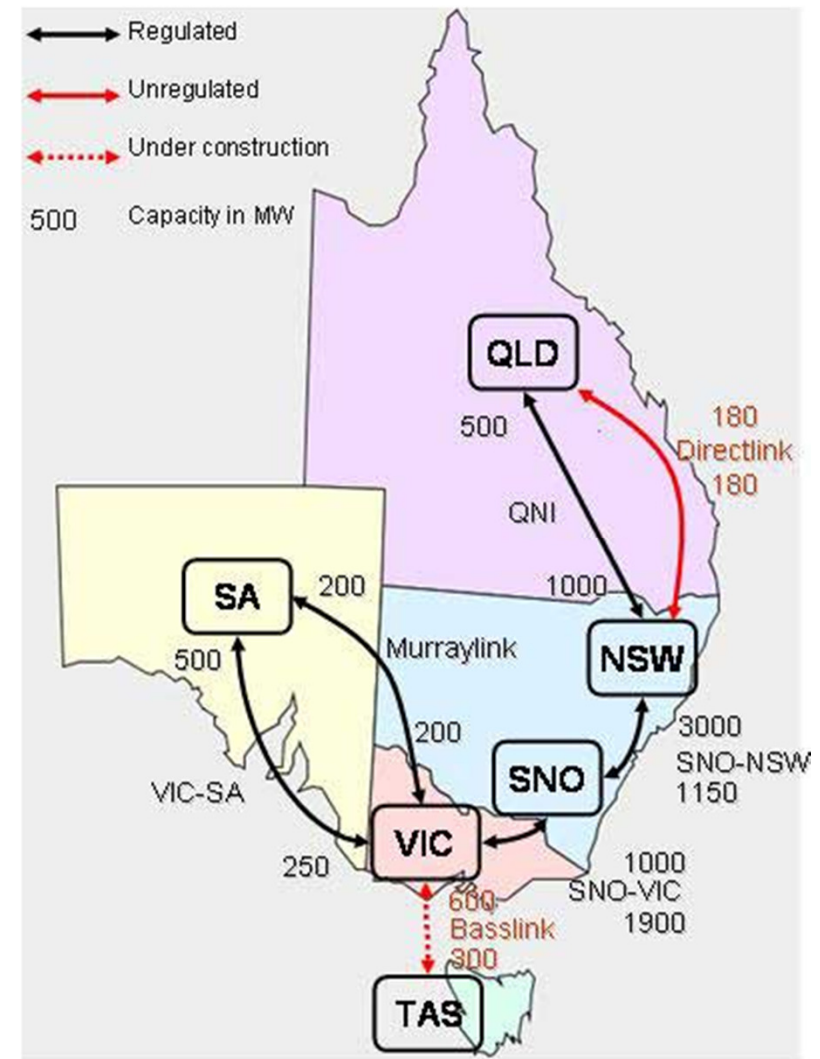 Regulated
Unregulated
Under construction
500 Capacity in MW
QLD
500
180
Directlink
180
QNI
1000
SA
200
NSW
Murraylink
500
200
3000
SNO-NSW
1150
SNO
VIC-SA
VIC
250
1000
SNO-VIC
1900
600
Basslink
300
TAS